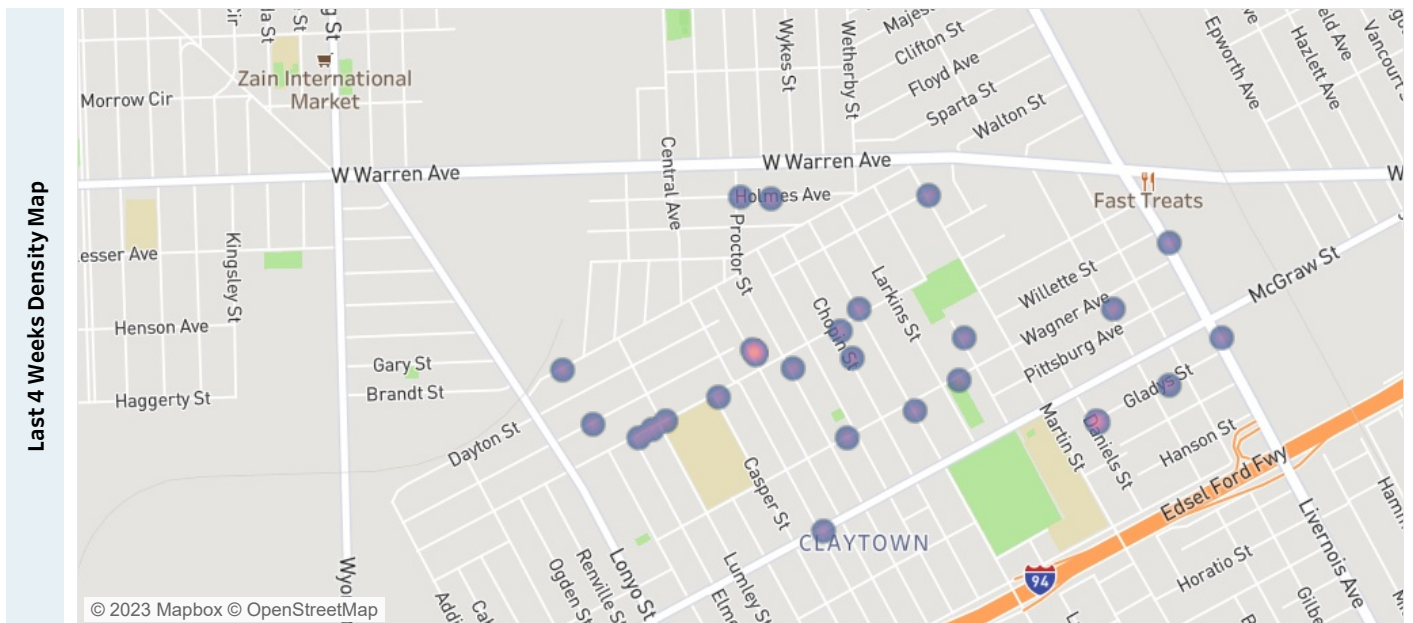 Last 4 Weeks Density Map
Zain International
Market
Morrow Cir
W Warren Ave
Central Ave
Wykes St
Wetherby St
Clifton St
Floyd Ave
Sparta St
Walton St
W Warren Ave
Epworth Ave
Hazlett Ave
Fast Treats
Holmes Ave
Proctor St
Kingsley St
Henson Ave
Haggerty St
Gary St
Brandt St
Dayton St
Chopin St
Larkins St
Willette St
Wagner Ave
Pittsburg Ave
McGraw St
Gladys St
Martin St
Daniels St
Hanson St
Edsel Ford Fwy
Casper St
CLAYTOWN
94
Livernois Ave
Horatio St
Lonyo St
Renville St
Ogden St
Lumley St
© 2023 Mapbox © OpenStreetMap